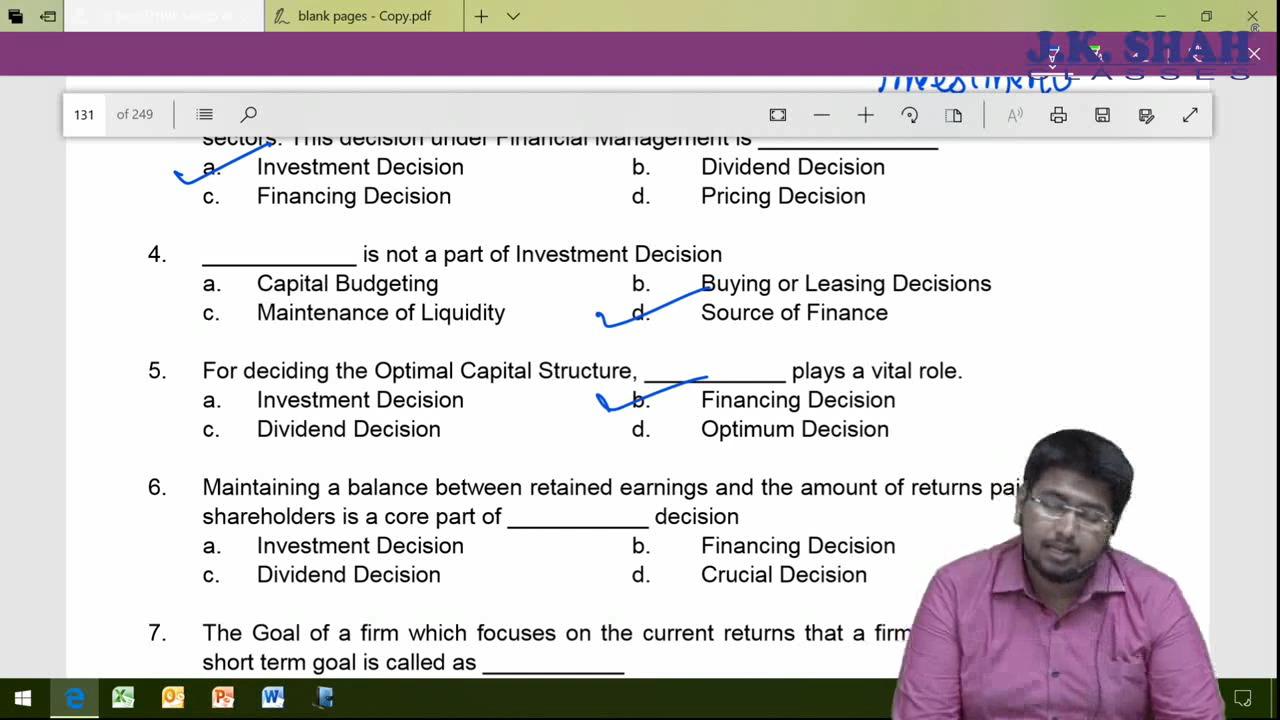 blank pages - Copy.pdf
J.K. SHAH®
CLASSES
Investment
131 of 249
sectors. This decision under Financial Management is _______________
a. Investment Decision b. Dividend Decision
c. Financing Decision d. Pricing Decision
4. ____________ is not a part of Investment Decision
a. Capital Budgeting b. Buying or Leasing Decisions
c. Maintenance of Liquidity d. Source of Finance
5. For deciding the Optimal Capital Structure, ___________ plays a vital role.
a. Investment Decision b. Financing Decision
c. Dividend Decision d. Optimum Decision
6. Maintaining a balance between retained earnings and the amount of returns
shareholders is a core part of ___________ decision
a. Investment Decision b. Financing Decision
c. Dividend Decision d. Crucial Decision
7. The Goal of a firm which focuses on the current returns that a firm
short term goal is called as ___________